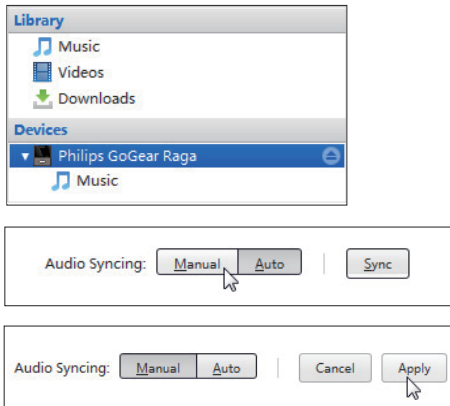 Library
Music
Videos
Downloads
Devices
Philips GoGear Raga
Music
Audio Syncing: Manual Auto Sync
Audio Syncing: Manual Auto Cancel Apply